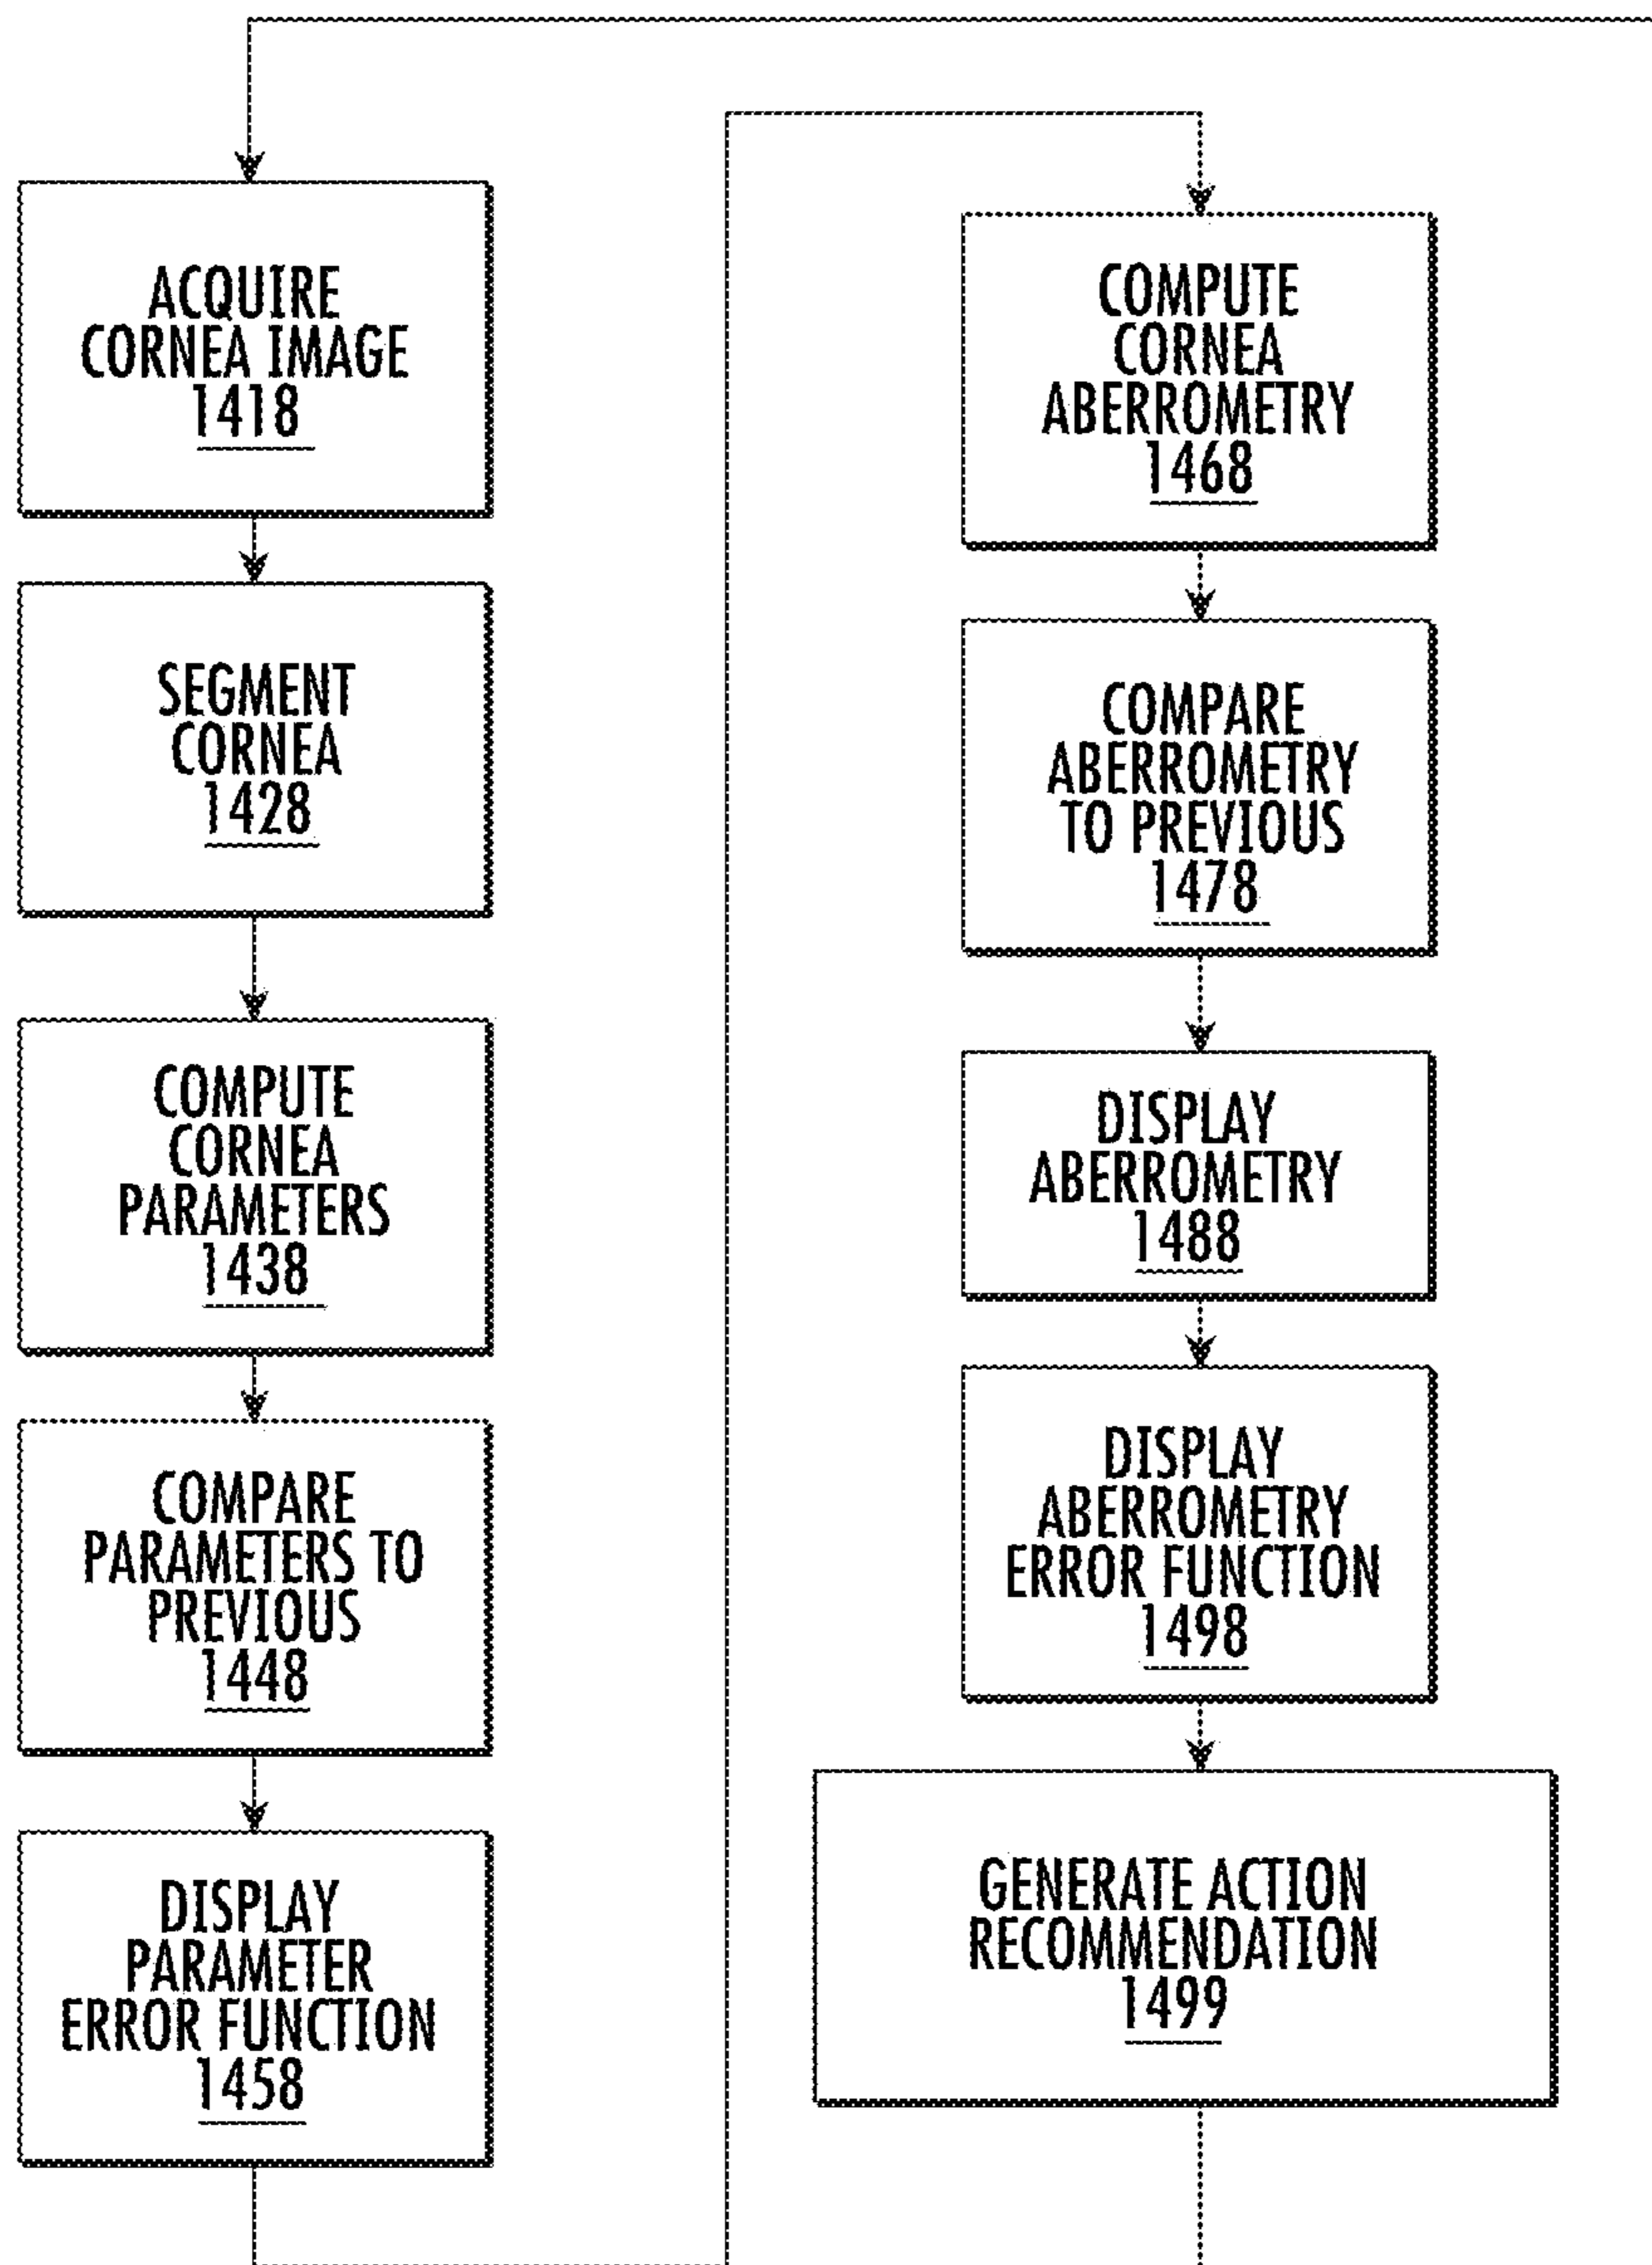 ACQUIRE
CORNEA IMAGE
1418
SEGMENT
CORNEA
1428
COMPUTE
CORNEA
PARAMETERS
1438
COMPARE
PARAMETERS TO
PREVIOUS
1448
DISPLAY
PARAMETER
ERROR FUNCTION
1458
COMPUTE
CORNEA
ABERROMETRY
1468
COMPARE
ABERROMETRY
TO PREVIOUS
1478
DISPLAY
ABERROMETRY
1488
DISPLAY
ABERROMETRY
ERROR FUNCTION
1498
GENERATE ACTION
RECOMMENDATION
1499